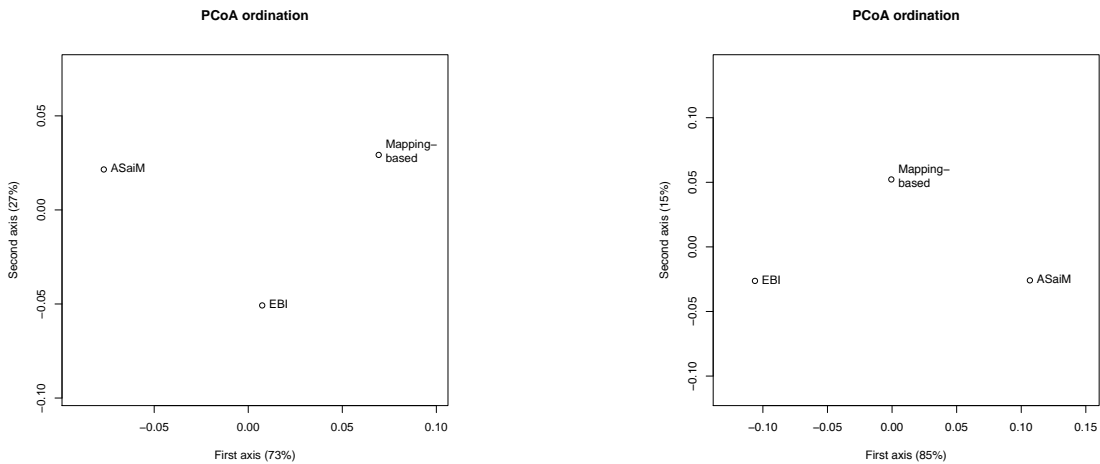 PCoA ordination
0.05
0.00
−0.05
−0.10
Second axis (27%)
ASaiM
Mapping−
based
EBI
−0.05
0.00
0.05
0.10
First axis (73%)
PCoA ordination
0.10
0.05
0.00
−0.05
−0.10
Second axis (15%)
Mapping−
based
EBI
ASaiM
−0.10
−0.05
0.00
0.05
0.10
0.15
First axis (85%)